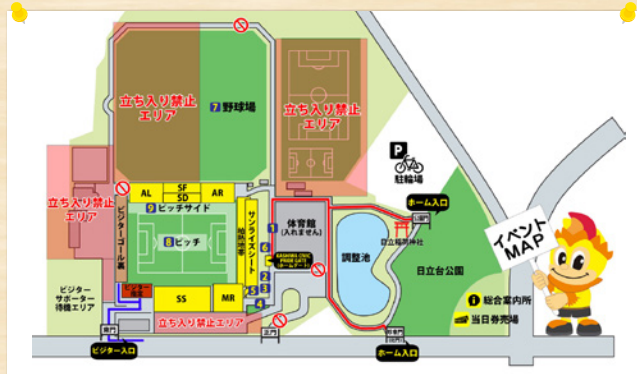 立ち入り禁止
エリア
7 野球場
立ち入り禁止
エリア
P
駐輪場
立ち入り禁止
エリア
AL
SF
SD
AR
9 ピッチサイド
8 ピッチ
ビジターゴール裏
サンライズシート
体育館
(入れません)
1
6
2
3
5
4
KASHIWA CIVIC
PRIDE GATE
調整池
ホーム入口
日立稲荷神社
日立台公園
イベント
MAP
総合案内所
当日券売場
ビジター
サポーター
待機エリア
SS
MR
立ち入り禁止エリア
正門
ビジター入口
ホーム入口